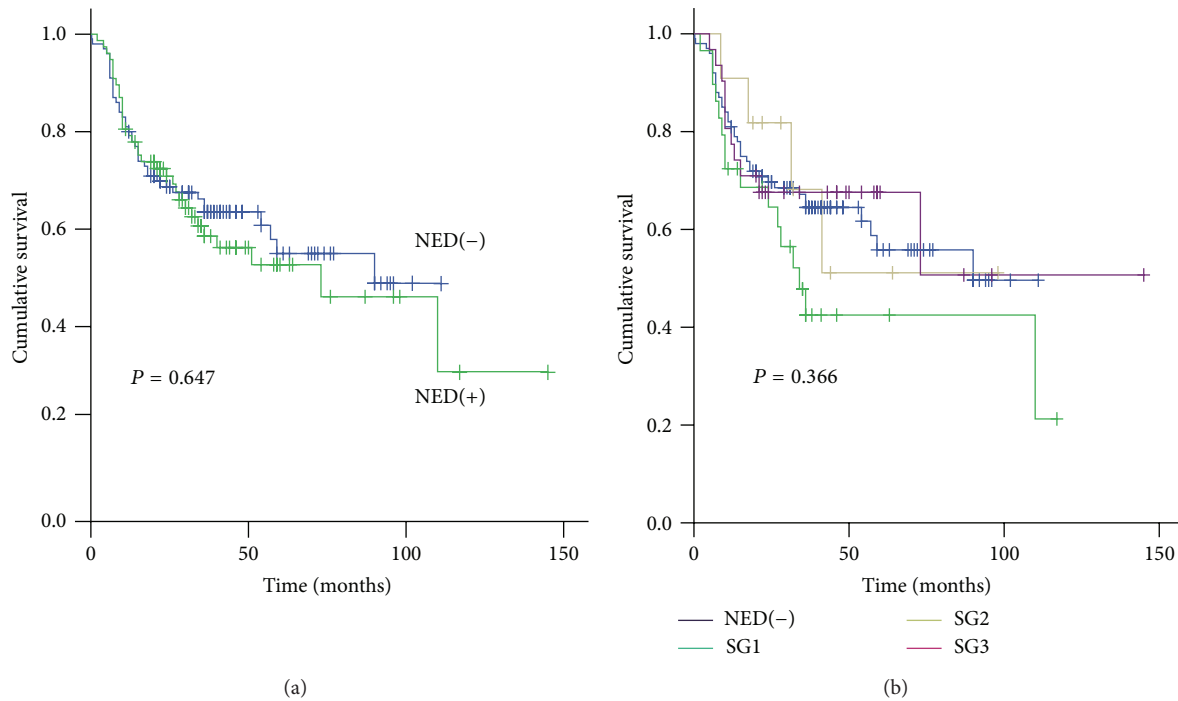 1.0
0.8
0.6
0.4
0.2
0.0
Cumulative survival
NED(−)
NED(+)
P = 0.647
0 50 100 150
Time (months)
(a)
1.0
0.8
0.6
0.4
0.2
0.0
Cumulative survival
P = 0.366
0 50 100 150
Time (months)
NED(−) SG2
SG1 SG3
(b)